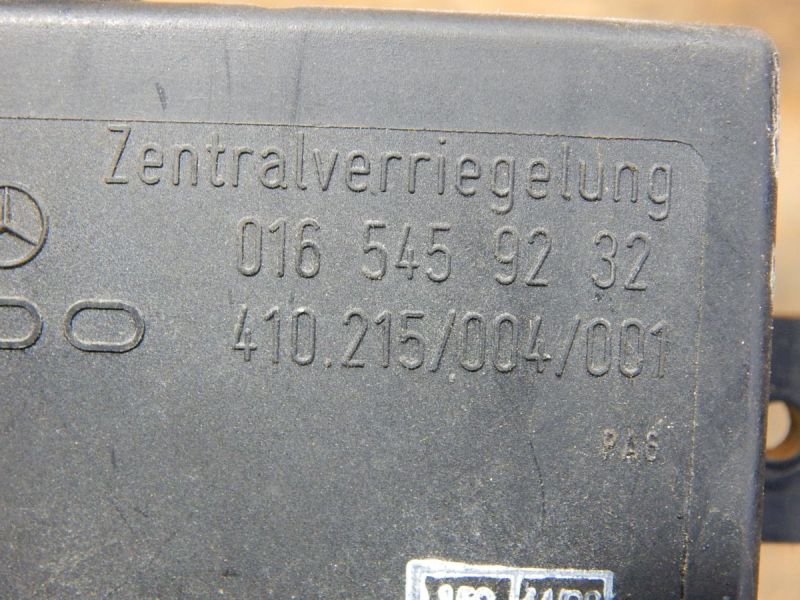 Zentralverriegelung
016 545 92 32
410.215/004/001
PA6